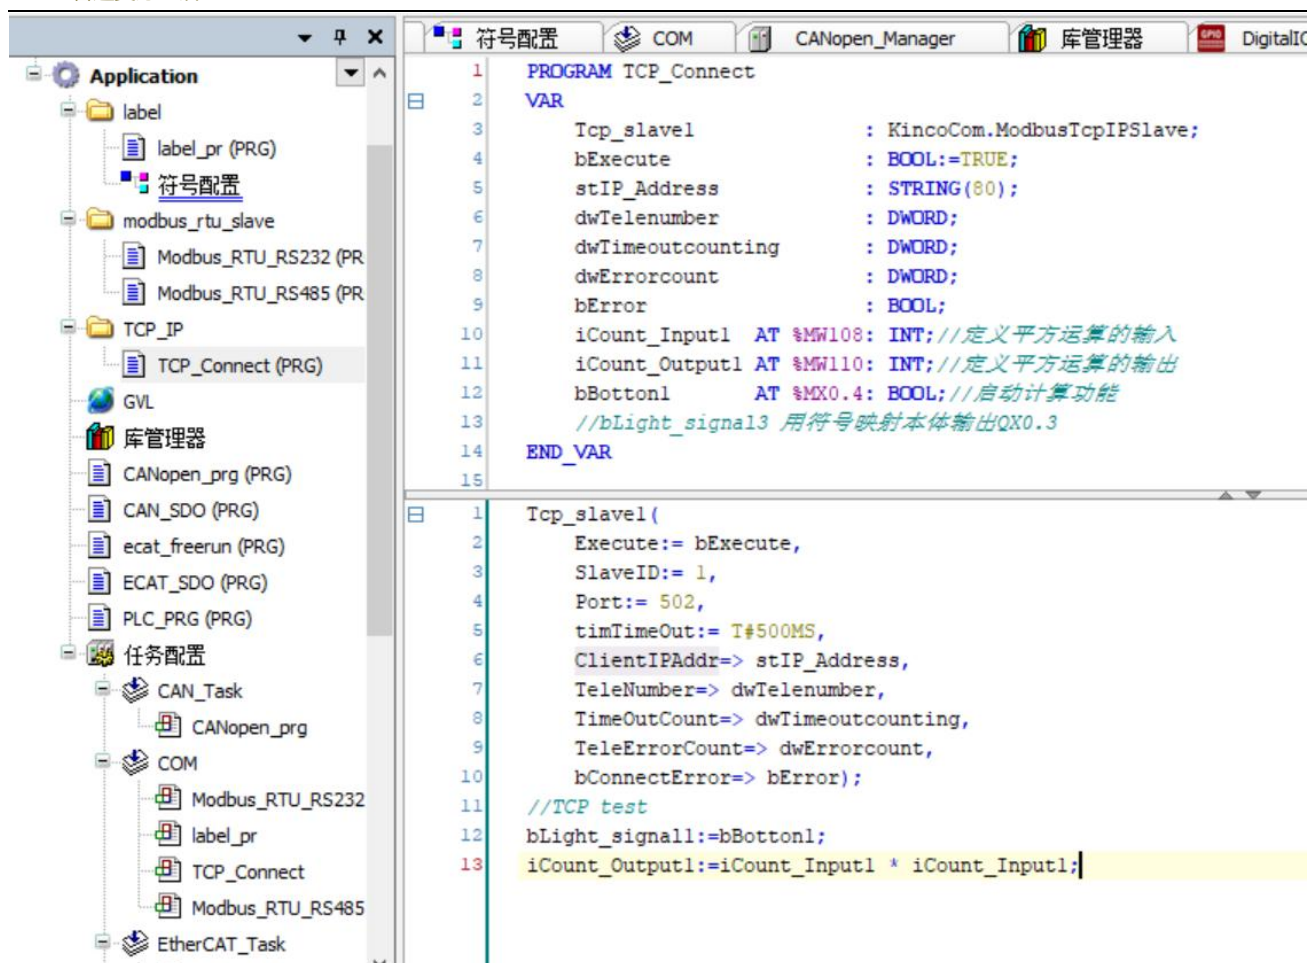 Application
label
label_pr (PRG)
符号配置
modbus_rtu_slave
Modbus_RTU_RS232 (PR
Modbus_RTU_RS485 (PR
TCP_IP
TCP_Connect (PRG)
GVL
库管理器
CANopen_prg (PRG)
CAN_SDO (PRG)
ecat_freerun (PRG)
ECAT_SDO (PRG)
PLC_PRG (PRG)
任务配置
CAN_Task
CANopen_prg
COM
Modbus_RTU_RS232
label_pr
TCP_Connect
Modbus_RTU_RS485
EtherCAT_Task
符号配置 COM CANopen_Manager 库管理器 GPIO DigitalIO
1 PROGRAM TCP_Connect
2 VAR
3 Tcp_slave1 : KincoCom.ModbusTcpIPSlave;
4 bExecute : BOOL:=TRUE;
5 stIP_Address : STRING(80);
6 dwTelenumber : DWORD;
7 dwTimeoutcounting : DWORD;
8 dwErrorcount : DWORD;
9 bError : BOOL;
10 iCount_Input1 AT %MW108: INT;//定义平方运算的输入
11 iCount_Output1 AT %MW110: INT;//定义平方运算的输出
12 bBotton1 AT %MX0.4: BOOL;//启动计算功能
13 //bLight_signal3 用符号映射本体输出QX0.3
14 END_VAR
15
1 Tcp_slave1(
2 Execute:= bExecute,
3 SlaveID:= 1,
4 Port:= 502,
5 timTimeOut:= T#500MS,
6 ClientIPAddr=> stIP_Address,
7 TeleNumber=> dwTelenumber,
8 TimeOutCount=> dwTimeoutcounting,
9 TeleErrorCount=> dwErrorcount,
10 bConnectError=> bError);
11 //TCP test
12 bLight_signal1:=bBotton1;
13 iCount_Output1:=iCount_Input1 * iCount_Input1;